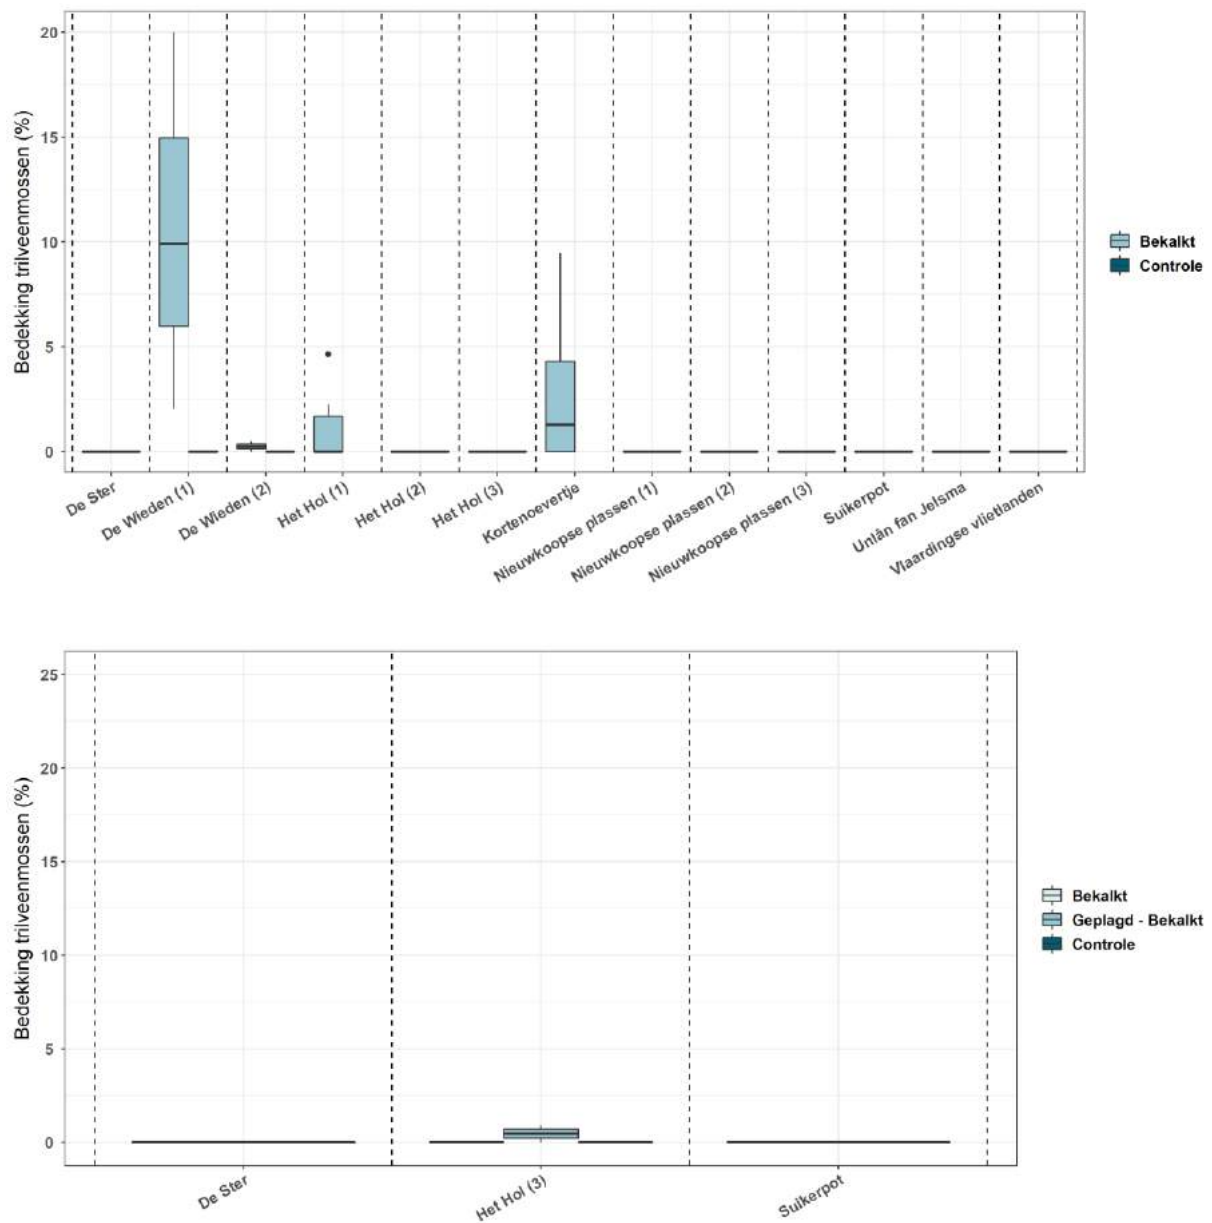 Bedekking trilveenmossen (%)
20
15
10
5
0
De Ster
De Wieden (1)
De Wieden (2)
Het Hol (1)
Het Hol (2)
Het Hol (3)
Kortenoevertje
Nieuwkoopse plassen (1)
Nieuwkoopse plassen (2)
Nieuwkoopse plassen (3)
Suikerpot
Unlân fan Jelsma
Vlaardingse vlietlanden
Bekalkt
Controle
Bedekking trilveenmossen (%)
25
20
15
10
5
0
De Ster
Het Hol (3)
Suikerpot
Bekalkt
Geplagd - Bekalkt
Controle